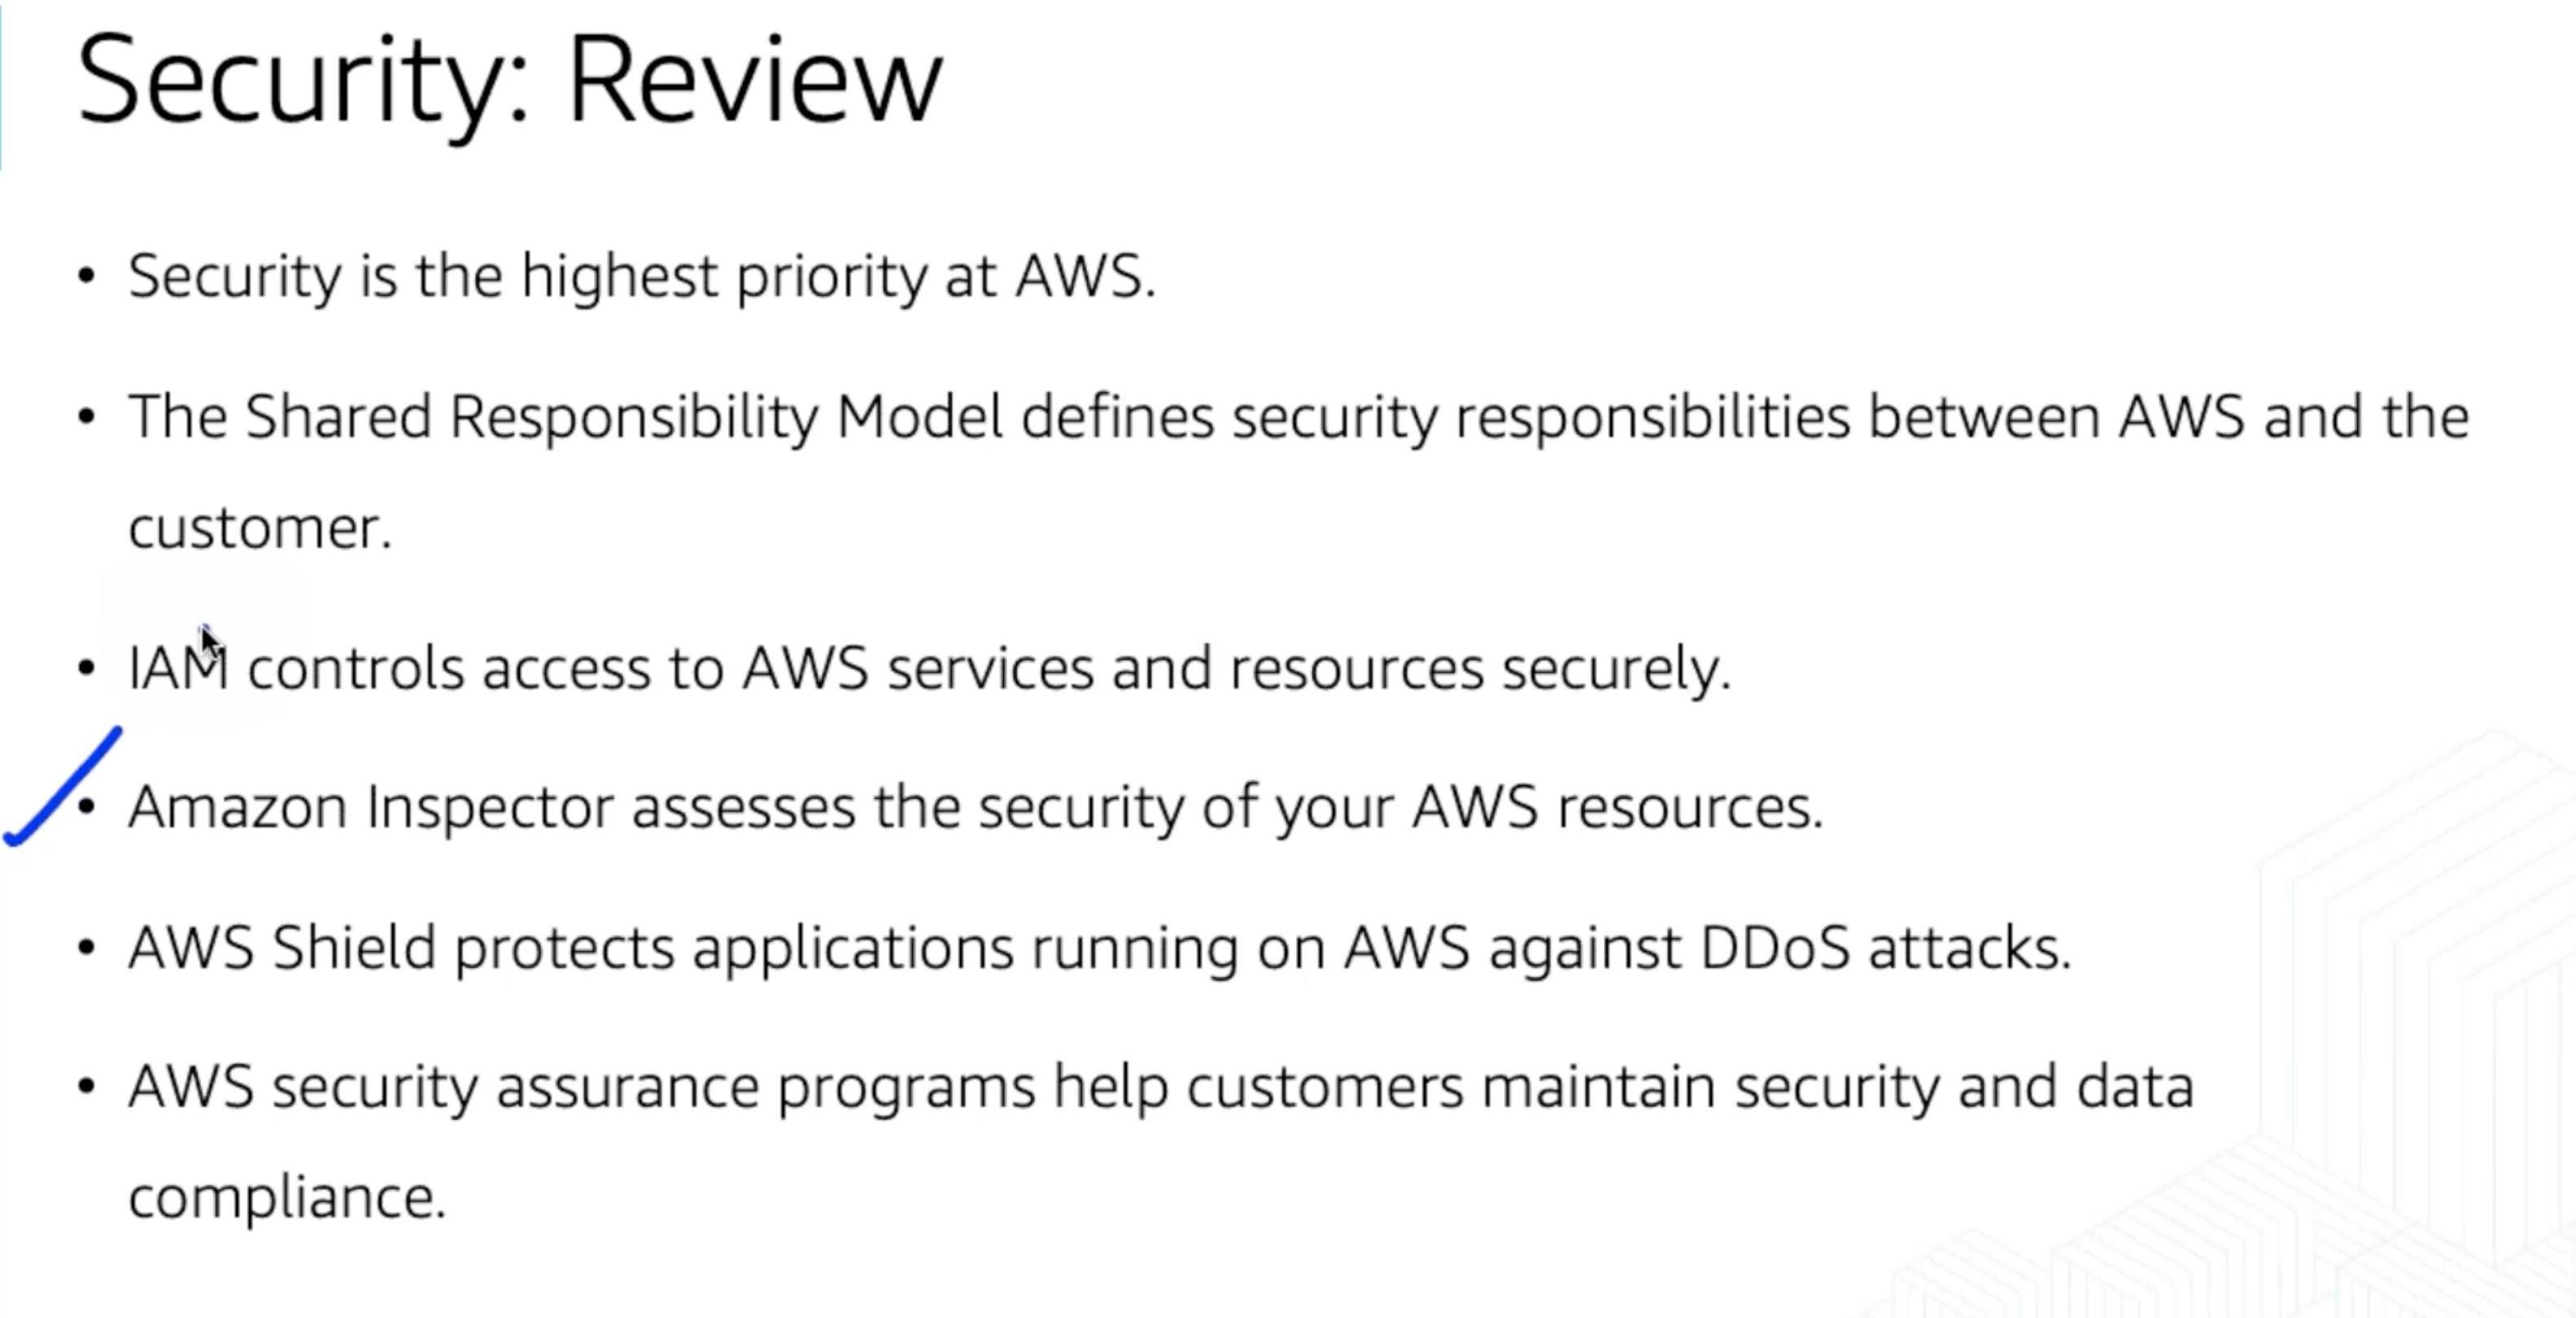 Security: Review
• Security is the highest priority at AWS.
• The Shared Responsibility Model defines security responsibilities between AWS and the
customer.
• IAM controls access to AWS services and resources securely.
• Amazon Inspector assesses the security of your AWS resources.
• AWS Shield protects applications running on AWS against DDoS attacks.
• AWS security assurance programs help customers maintain security and data
compliance.